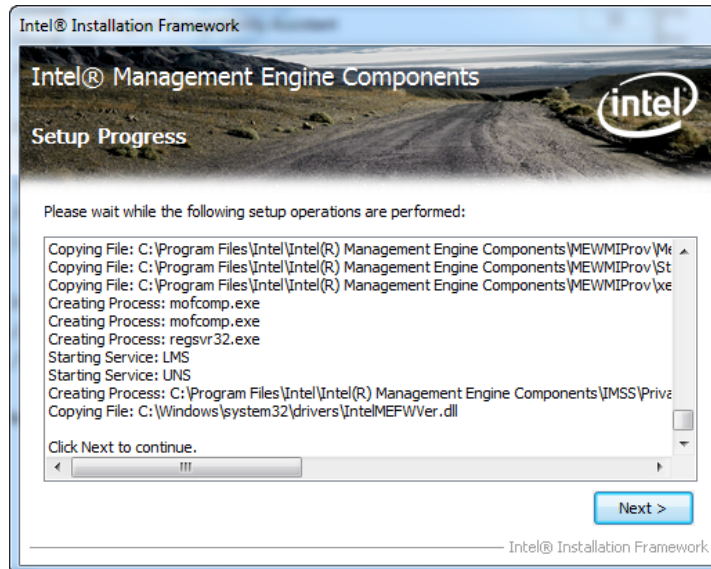 Intel® Installation Framework
Intel® Management Engine Components
intel
Setup Progress
Please wait while the following setup operations are performed:
Copying File: C:\Program Files\Intel\Intel(R) Management Engine Components\MEWMIProv\Me
Copying File: C:\Program Files\Intel\Intel(R) Management Engine Components\MEWMIProv\St
Copying File: C:\Program Files\Intel\Intel(R) Management Engine Components\MEWMIProv\xe
Creating Process: mofcomp.exe
Creating Process: mofcomp.exe
Creating Process: regsvr32.exe
Starting Service: LMS
Starting Service: UNS
Creating Process: C:\Program Files\Intel\Intel(R) Management Engine Components\IMSS\Priva
Copying File: C:\Windows\system32\drivers\IntelMEFWVer.dll
Click Next to continue.
Next >
Intel® Installation Framework